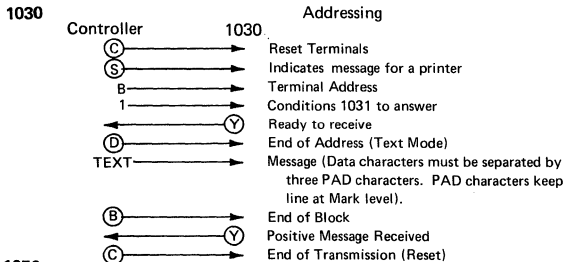 1030 Addressing
Controller 1030
C Reset Terminals
S Indicates message for a printer
B Terminal Address
1 Conditions 1031 to answer
Y Ready to receive
D End of Address (Text Mode)
TEXT Message (Data characters must be separated by
three PAD characters. PAD characters keep
line at Mark level).
B End of Block
Y Positive Message Received
C End of Transmission (Reset)